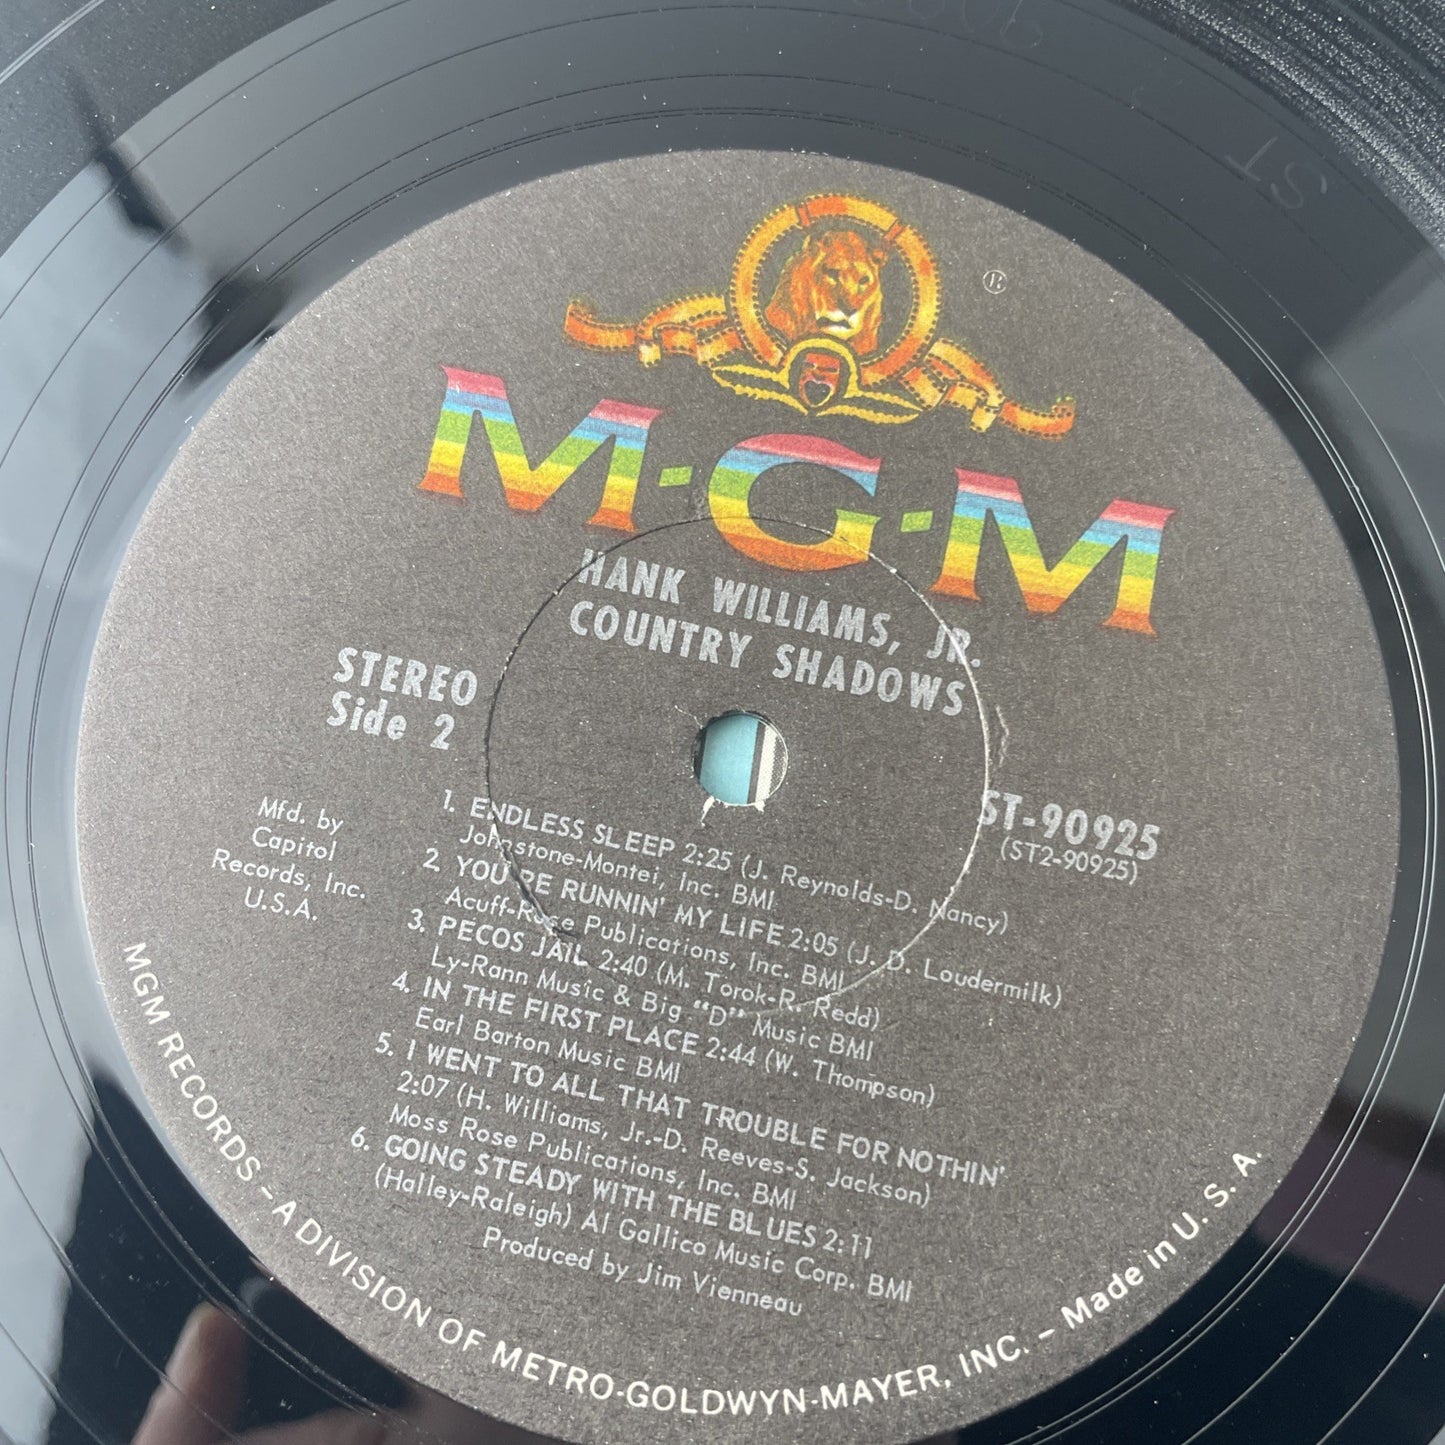 ®
M·G·M
HANK WILLIAMS, JR.
COUNTRY SHADOWS
STEREO
Side 2
ST-90925
(ST2-90925)
Mfd. by
Capitol
Records, Inc.
U.S.A.
1. ENDLESS SLEEP 2:25 (J. Reynolds-D. Nancy)
Johnstone-Montei, Inc. BMI
2. YOU'RE RUNNIN' MY LIFE 2:05 (J. D. Loudermilk)
Acuff-Rose Publications, Inc. BMI
3. PECOS JAIL 2:40 (M. Torok-R. Redd)
Ly-Rann Music & Big "D" Music BMI
4. IN THE FIRST PLACE 2:44 (W. Thompson)
Earl Barton Music BMI
5. I WENT TO ALL THAT TROUBLE FOR NOTHIN'
2:07 (H. Williams, Jr.-D. Reeves-S. Jackson)
Moss Rose Publications, Inc. BMI
6. GOING STEADY WITH THE BLUES 2:11
(Halley-Raleigh) Al Gallico Music Corp. BMI
Produced by Jim Vienneau
MGM RECORDS – A DIVISION OF METRO-GOLDWYN-MAYER, INC. – Made in U. S. A.
ST